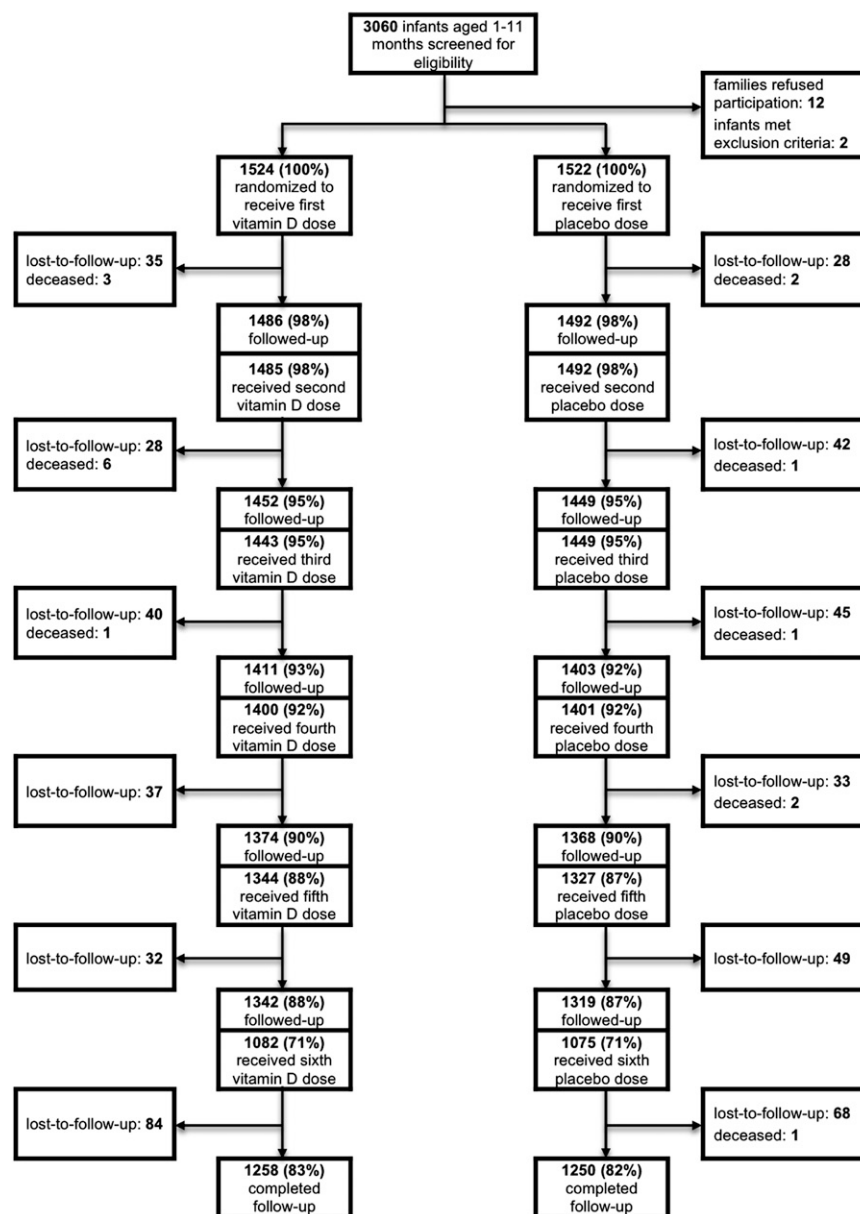 3060 infants aged 1-11
months screened for
eligibility
families refused
participation: 12
infants met
exclusion criteria: 2
1524 (100%)
randomized to
receive first
vitamin D dose
1522 (100%)
randomized to
receive first
placebo dose
lost-to-follow-up: 35
deceased: 3
lost-to-follow-up: 28
deceased: 2
1486 (98%)
followed-up
1485 (98%)
received second
vitamin D dose
1492 (98%)
followed-up
1492 (98%)
received second
placebo dose
lost-to-follow-up: 28
deceased: 6
lost-to-follow-up: 42
deceased: 1
1452 (95%)
followed-up
1443 (95%)
received third
vitamin D dose
1449 (95%)
followed-up
1449 (95%)
received third
placebo dose
lost-to-follow-up: 40
deceased: 1
lost-to-follow-up: 45
deceased: 1
1411 (93%)
followed-up
1400 (92%)
received fourth
vitamin D dose
1403 (92%)
followed-up
1401 (92%)
received fourth
placebo dose
lost-to-follow-up: 37
lost-to-follow-up: 33
deceased: 2
1374 (90%)
followed-up
1344 (88%)
received fifth
vitamin D dose
1368 (90%)
followed-up
1327 (87%)
received fifth
placebo dose
lost-to-follow-up: 32
lost-to-follow-up: 49
1342 (88%)
followed-up
1082 (71%)
received sixth
vitamin D dose
1319 (87%)
followed-up
1075 (71%)
received sixth
placebo dose
lost-to-follow-up: 84
lost-to-follow-up: 68
deceased: 1
1258 (83%)
completed
follow-up
1250 (82%)
completed
follow-up